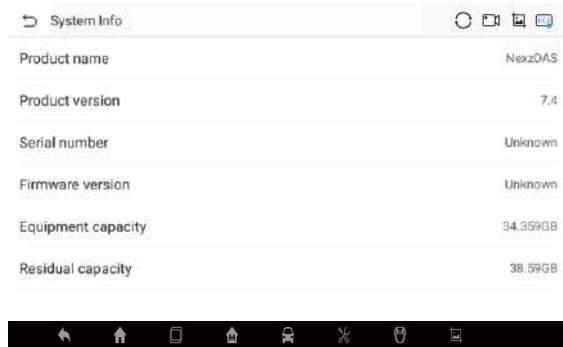 System Info
Product name NexzDAS
Product version 7.4
Serial number Unknown
Firmware version Unknown
Equipment capacity 34.359GB
Residual capacity 38.59GB
M